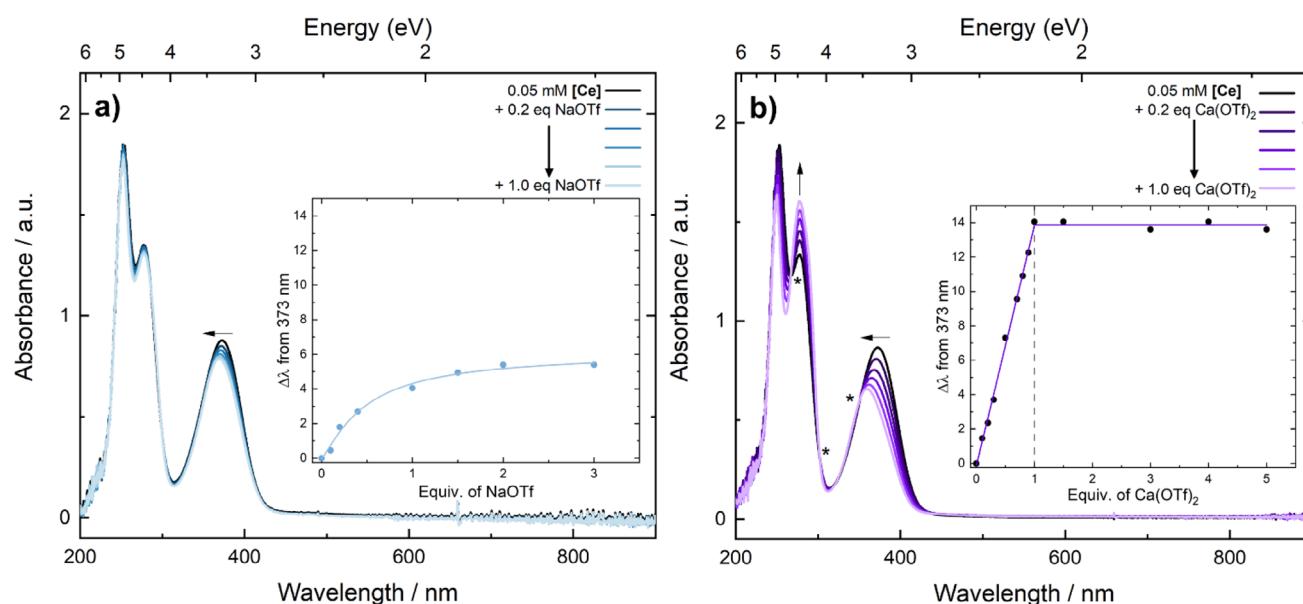 Energy (eV)
6 5 4 3 2
a)
0.05 mM [Ce]
+ 0.2 eq NaOTf
+ 1.0 eq NaOTf
2
1
0
Absorbance / a.u.
200 400 600 800
Wavelength / nm
16
14
12
10
8
6
4
2
0
Δλ from 373 nm
0 1 2 3
Equiv. of NaOTf
Energy (eV)
6 5 4 3 2
b)
0.05 mM [Ce]
+ 0.2 eq Ca(OTf)2
+ 1.0 eq Ca(OTf)2
2
1
0
Absorbance / a.u.
* * *
200 400 600 800
Wavelength / nm
14
12
10
8
6
4
2
0
Δλ from 373 nm
0 1 2 3 4 5
Equiv. of Ca(OTf)2